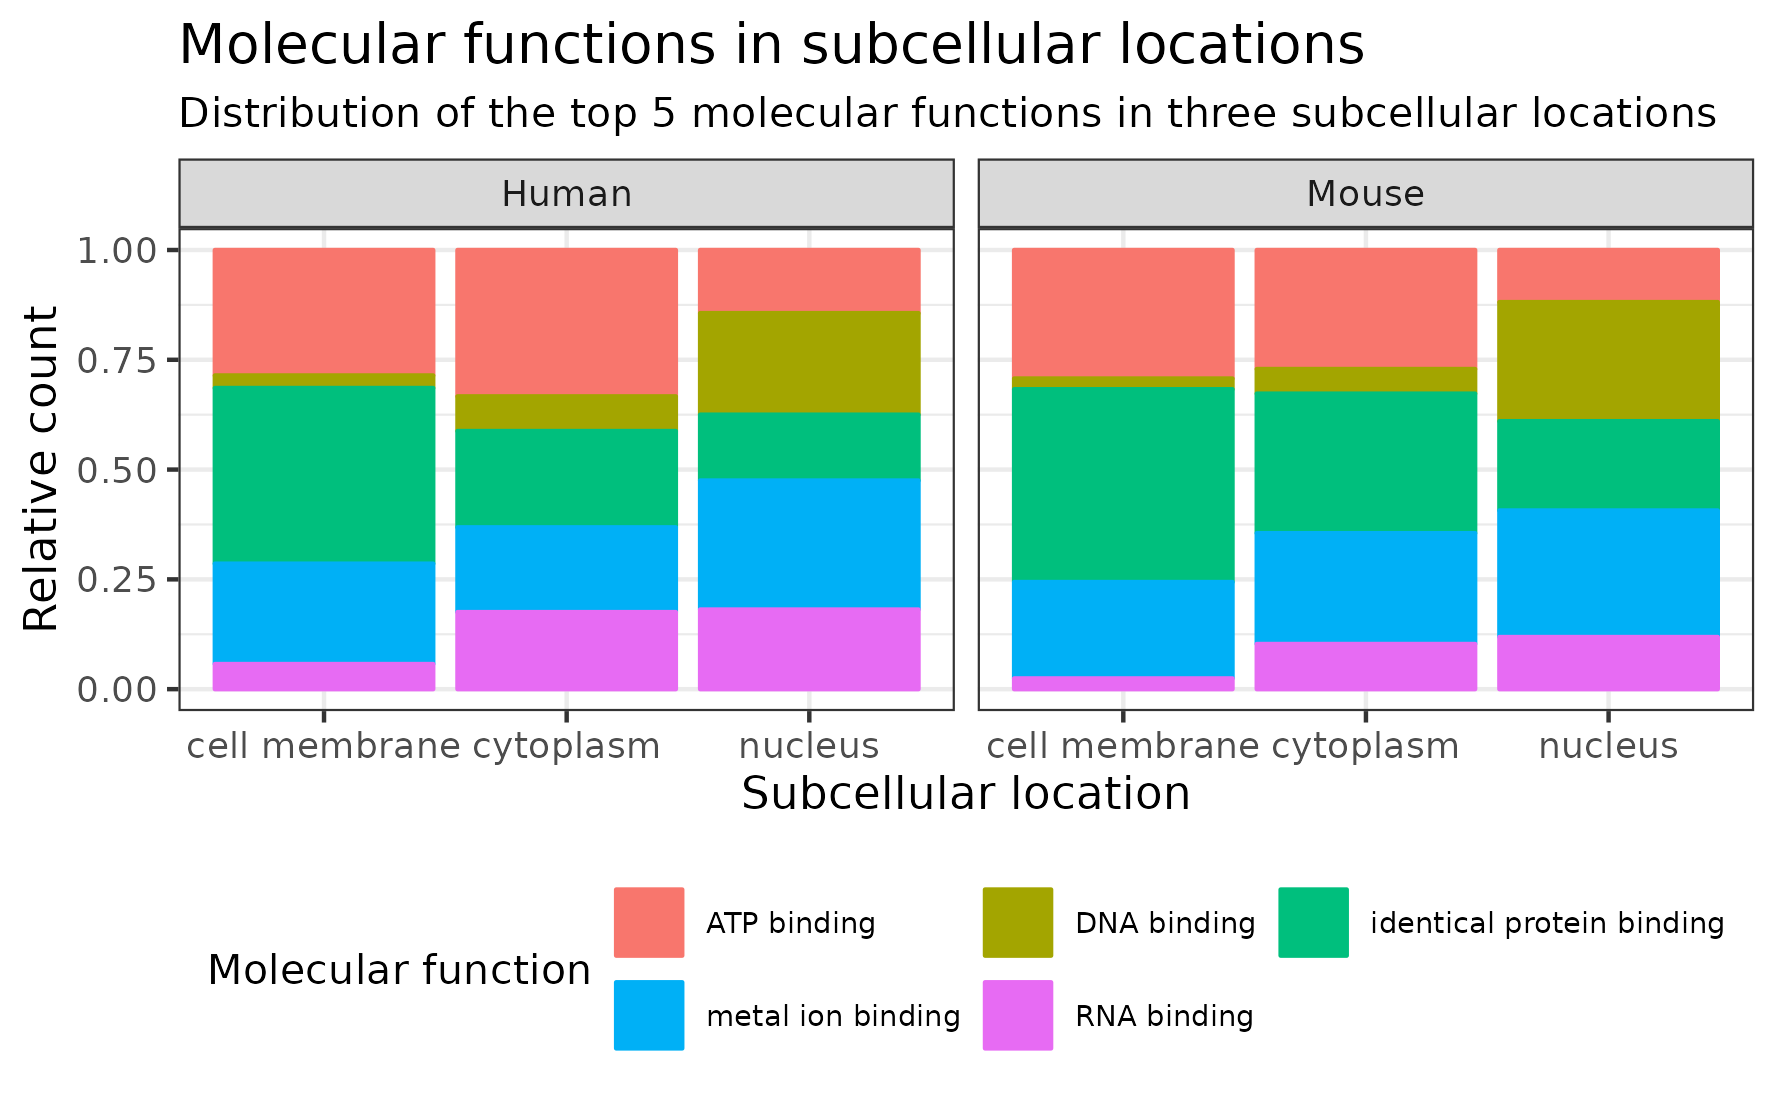 Molecular functions in subcellular locations
Distribution of the top 5 molecular functions in three subcellular locations
Human
Mouse
Relative count
1.00
0.75
0.50
0.25
0.00
cell membrane cytoplasm nucleus
cell membrane cytoplasm nucleus
Subcellular location
Molecular function
ATP binding
DNA binding
identical protein binding
metal ion binding
RNA binding